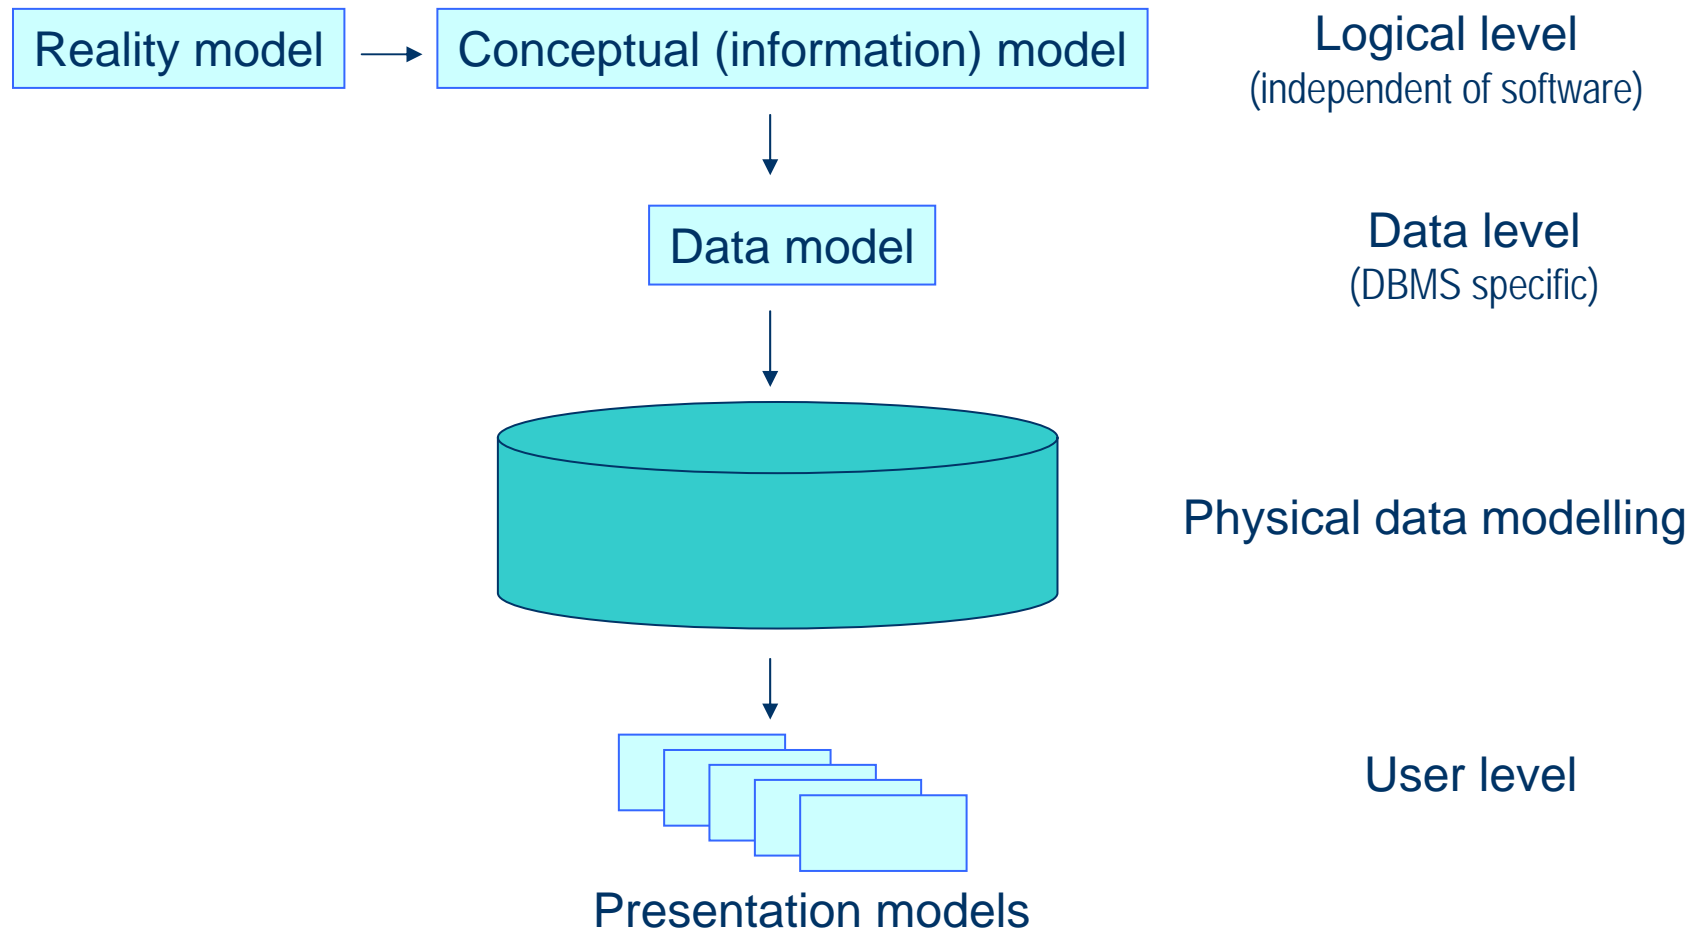 Reality model
Conceptual (information) model
Logical level
(independent of software)
Data model
Data level
(DBMS specific)
Physical data modelling
User level
Presentation models